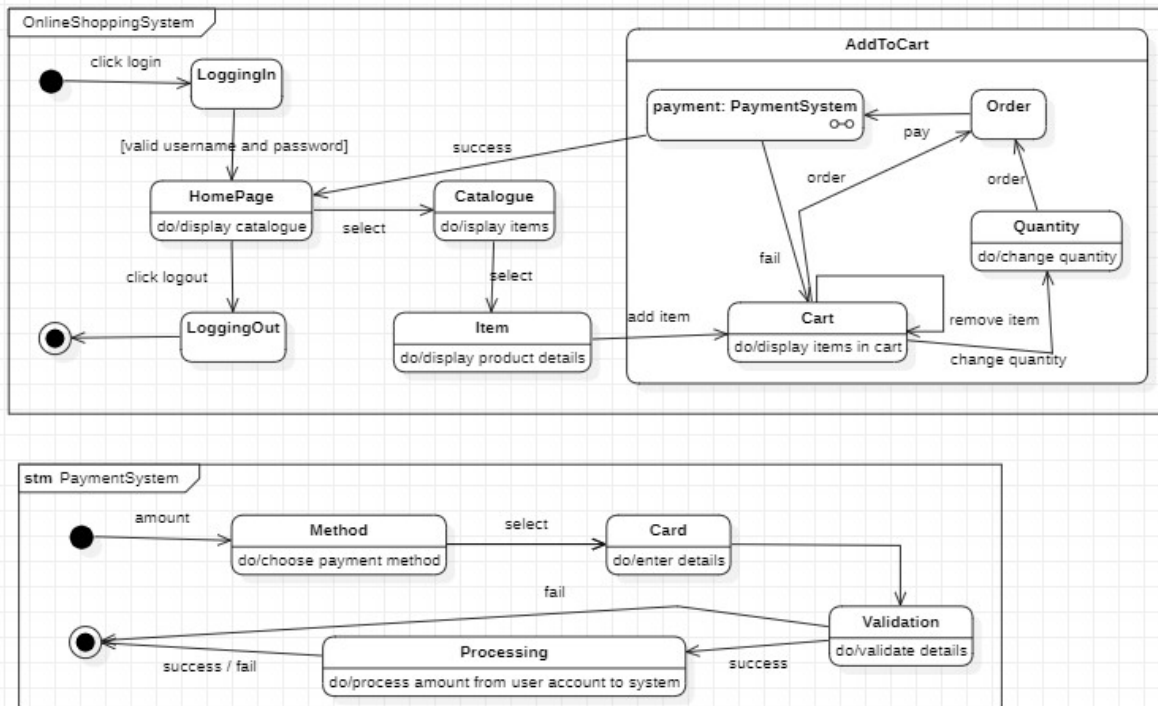 OnlineShoppingSystem
AddToCart
click login
LoggingIn
payment: PaymentSystem
Order
pay
[valid username and password]
success
order
order
HomePage
do/display catalogue
select
Catalogue
do/isplay items
Quantity
do/change quantity
click logout
select
fail
LoggingOut
Item
do/display product details
add item
Cart
do/display items in cart
remove item
change quantity
stm PaymentSystem
amount
Method
do/choose payment method
select
Card
do/enter details
fail
Validation
do/validate details
success / fail
Processing
do/process amount from user account to system
success